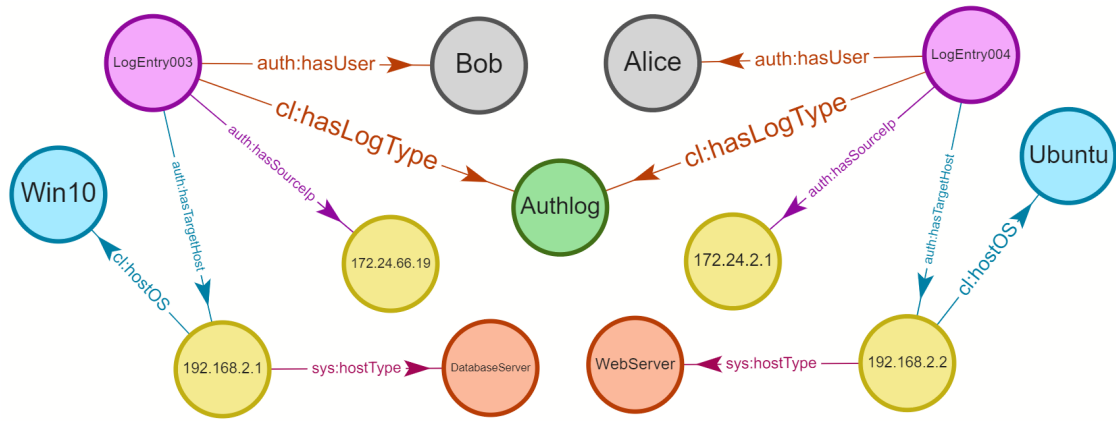 LogEntry003
auth:hasUser
Bob
Alice
auth:hasUser
LogEntry004
cl:hasLogType
cl:hasLogType
auth:hasSourceIp
auth:hasSourceIp
auth:hasTargetHost
auth:hasTargetHost
Win10
Authlog
Ubuntu
172.24.66.19
172.24.2.1
cl:hostOS
cl:hostOS
192.168.2.1
sys:hostType
DatabaseServer
WebServer
sys:hostType
192.168.2.2